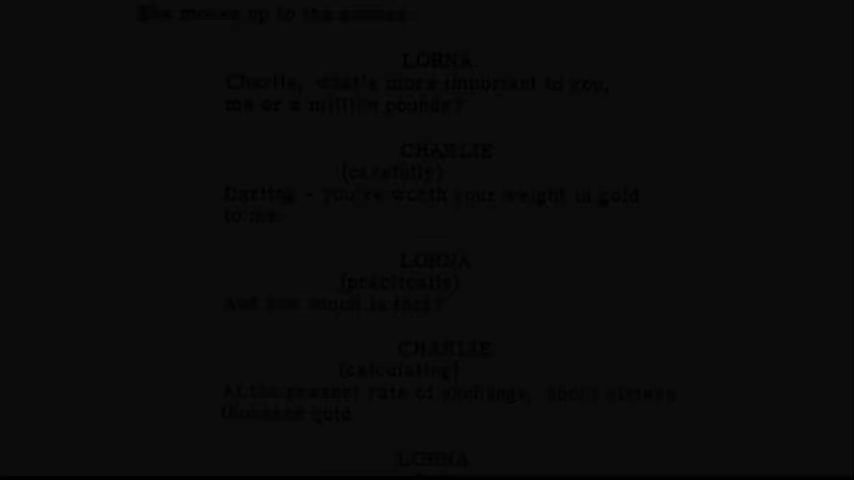 She moves up to the
LORNA
Charlie, what's more important to you,
me or a million pounds?
CHARLIE
(carefully)
Darling - you're worth your weight in gold
to me.
LORNA
(practically)
And how much is that?
CHARLIE
(calculating)
At the present rate of exchange, about sixteen
thousand quid
LORNA